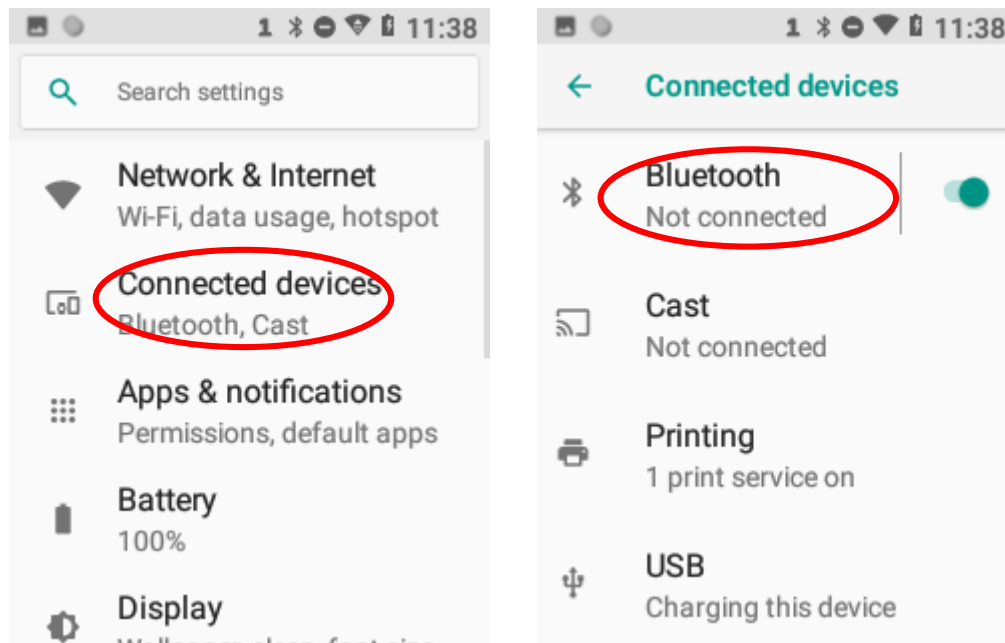 1 11:38
Search settings
Network & Internet
Wi-Fi, data usage, hotspot
Connected devices
Bluetooth, Cast
Apps & notifications
Permissions, default apps
Battery
100%
Display
1 11:38
Connected devices
Bluetooth
Not connected
Cast
Not connected
Printing
1 print service on
USB
Charging this device